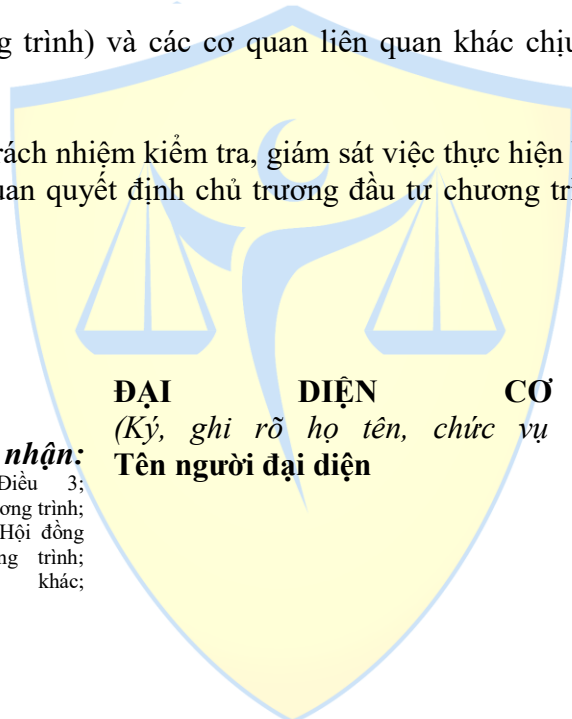 g trình) và các cơ quan liên quan khác chịu
rách nhiệm kiểm tra, giám sát việc thực hiện
uan quyết định chủ trương đầu tư chương trì
ĐẠI DIỆN CƠ
(Ký, ghi rõ họ tên, chức vụ
Tên người đại diện
nhận:
Điều 3;
ơng trình;
Hội đồng
ng trình;
khác;